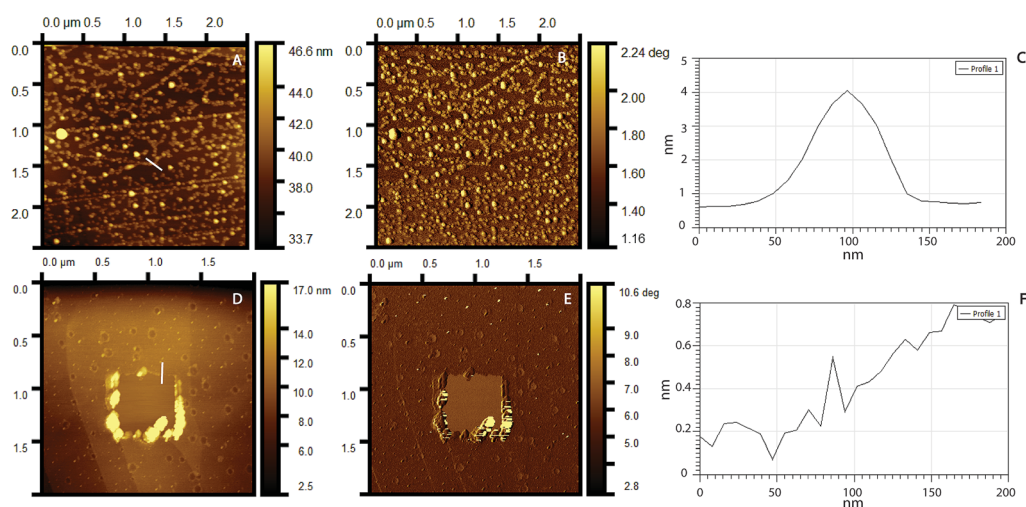 0.0 µm 0.5 1.0 1.5 2.0
0.0
0.5
1.0
1.5
2.0
A
46.6 nm
44.0
42.0
40.0
38.0
36.0
33.7
0.0 µm 0.5 1.0 1.5 2.0
0.0
0.5
1.0
1.5
2.0
B
2.24 deg
2.00
1.80
1.60
1.40
1.16
C
Profile 1
5
4
3
2
1
0
nm
0 50 100 150 200
nm
0.0 µm 0.5 1.0 1.5
0.0
0.5
1.0
1.5
D
17.0 nm
14.0
12.0
10.0
8.0
6.0
2.5
0.0 µm 0.5 1.0 1.5
0.0
0.5
1.0
1.5
E
10.6 deg
9.0
8.0
7.0
6.0
5.0
2.8
F
Profile 1
0.8
0.6
0.4
0.2
0
nm
0 50 100 150 200
nm